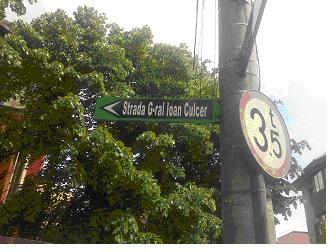 Strada G-ral Ioan Culcer
3,5 t